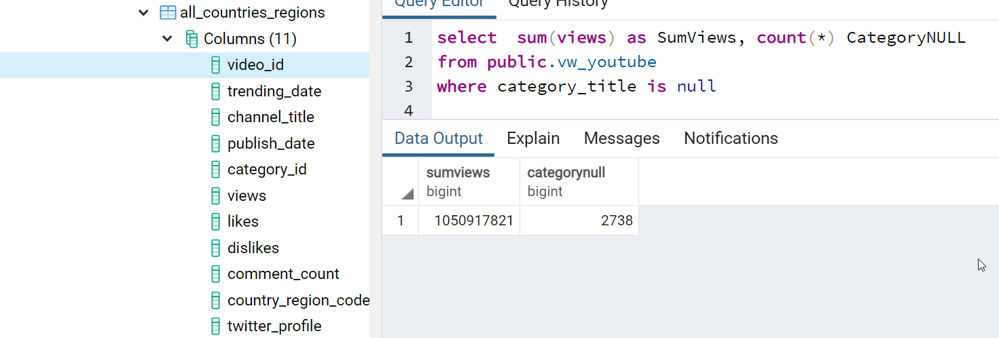 all_countries_regions
Columns (11)
video_id
trending_date
channel_title
publish_date
category_id
views
likes
dislikes
comment_count
country_region_code
twitter_profile
Query Editor Query History
1 select  sum(views) as SumViews, count(*) CategoryNULL
2 from public.vw_youtube
3 where category_title is null
4
Data Output Explain Messages Notifications
sumviews categorynull
bigint bigint
1 1050917821 2738